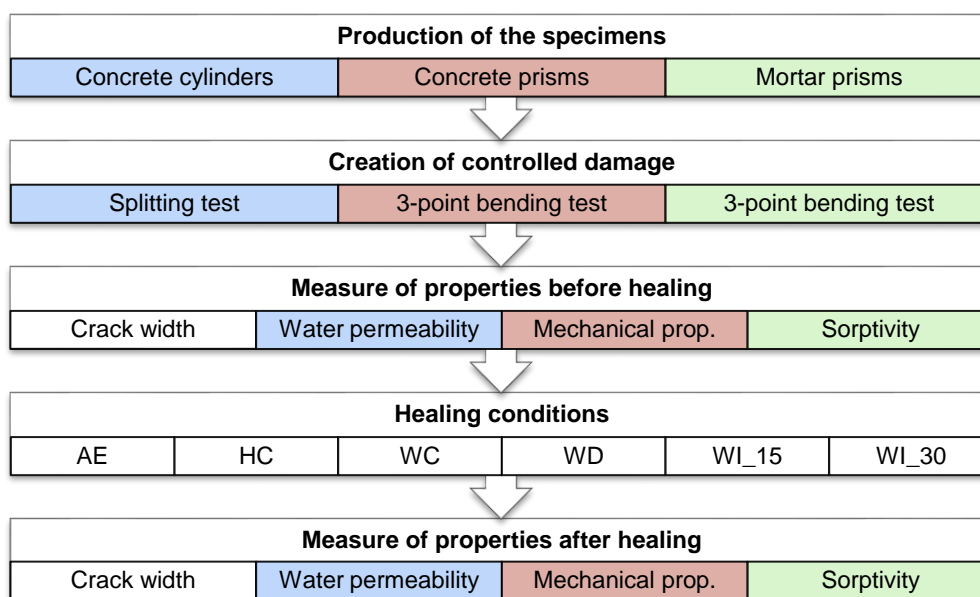 Production of the specimens
Concrete cylinders Concrete prisms Mortar prisms
Creation of controlled damage
Splitting test 3-point bending test 3-point bending test
Measure of properties before healing
Crack width Water permeability Mechanical prop. Sorptivity
Healing conditions
AE HC WC WD WI_15 WI_30
Measure of properties after healing
Crack width Water permeability Mechanical prop. Sorptivity